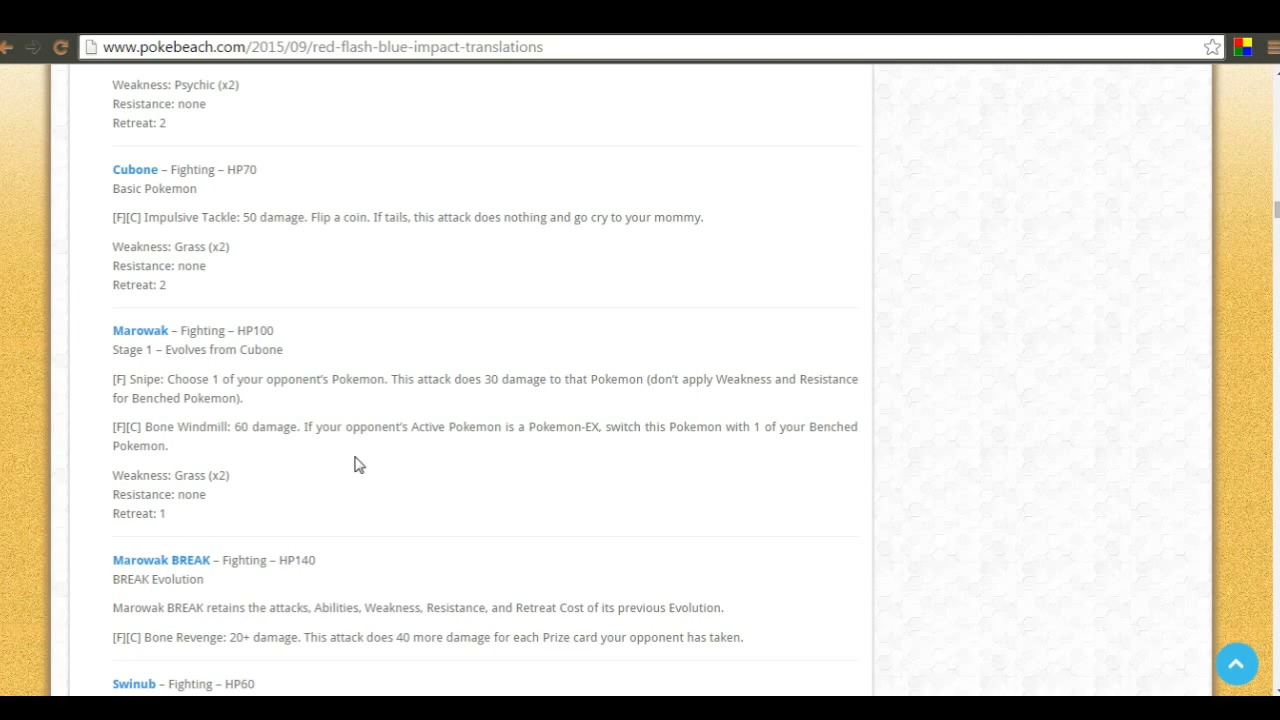 www.pokebeach.com/2015/09/red-flash-blue-impact-translations
Weakness: Psychic (x2)
Resistance: none
Retreat: 2
Cubone – Fighting – HP70
Basic Pokemon
[F][C] Impulsive Tackle: 50 damage. Flip a coin. If tails, this attack does nothing and go cry to your mommy.
Weakness: Grass (x2)
Resistance: none
Retreat: 2
Marowak – Fighting – HP100
Stage 1 – Evolves from Cubone
[F] Snipe: Choose 1 of your opponent's Pokemon. This attack does 30 damage to that Pokemon (don't apply Weakness and Resistance
for Benched Pokemon).
[F][C] Bone Windmill: 60 damage. If your opponent's Active Pokemon is a Pokemon-EX, switch this Pokemon with 1 of your Benched
Pokemon.
Weakness: Grass (x2)
Resistance: none
Retreat: 1
Marowak BREAK – Fighting – HP140
BREAK Evolution
Marowak BREAK retains the attacks, Abilities, Weakness, Resistance, and Retreat Cost of its previous Evolution.
[F][C] Bone Revenge: 20+ damage. This attack does 40 more damage for each Prize card your opponent has taken.
Swinub – Fighting – HP60